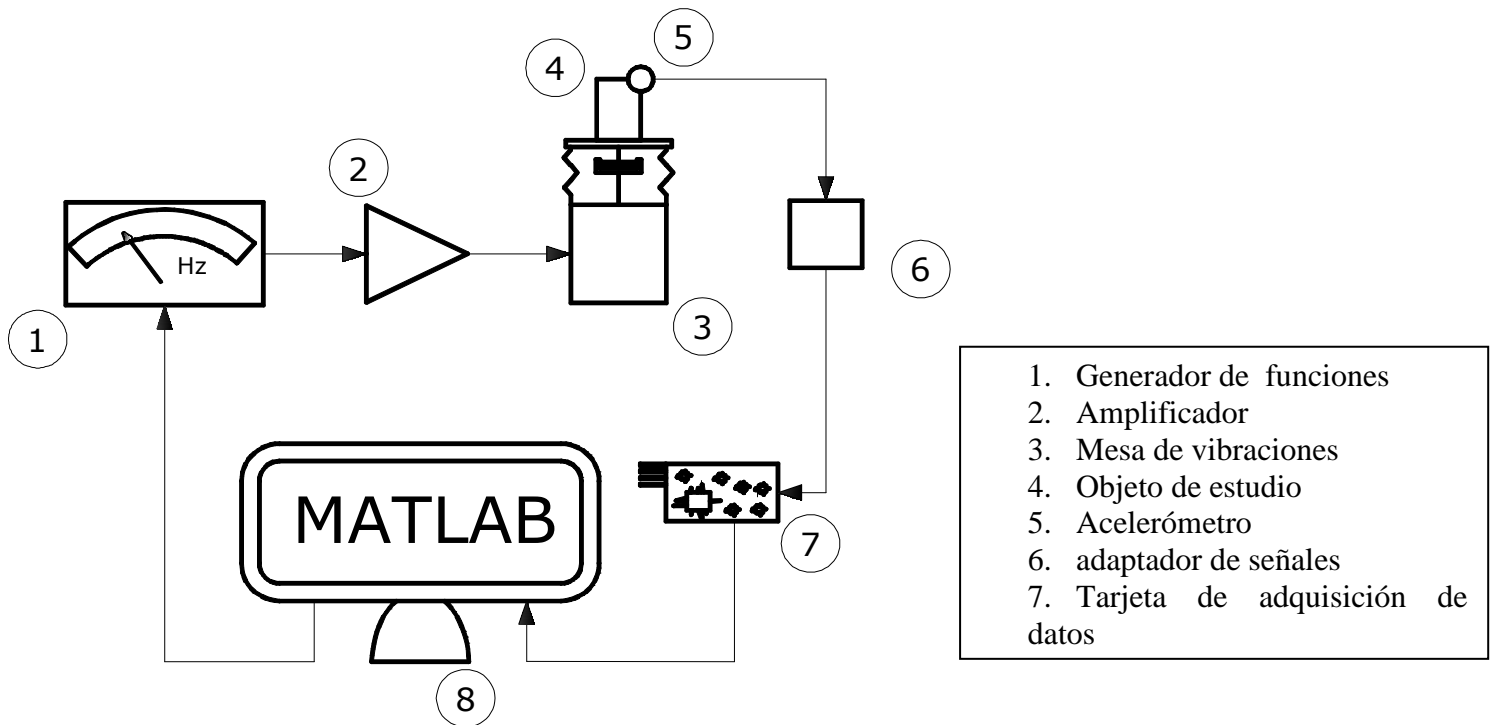 5
4
2
Hz
6
1
3
MATLAB
7
8
1. Generador de funciones
2. Amplificador
3. Mesa de vibraciones
4. Objeto de estudio
5. Acelerómetro
6. adaptador de señales
7. Tarjeta de adquisición de
datos